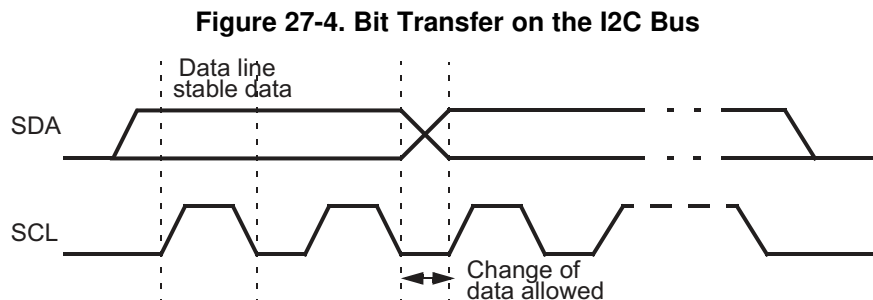 Figure 27-4. Bit Transfer on the I2C Bus
Data line
stable data
SDA
SCL
Change of
data allowed